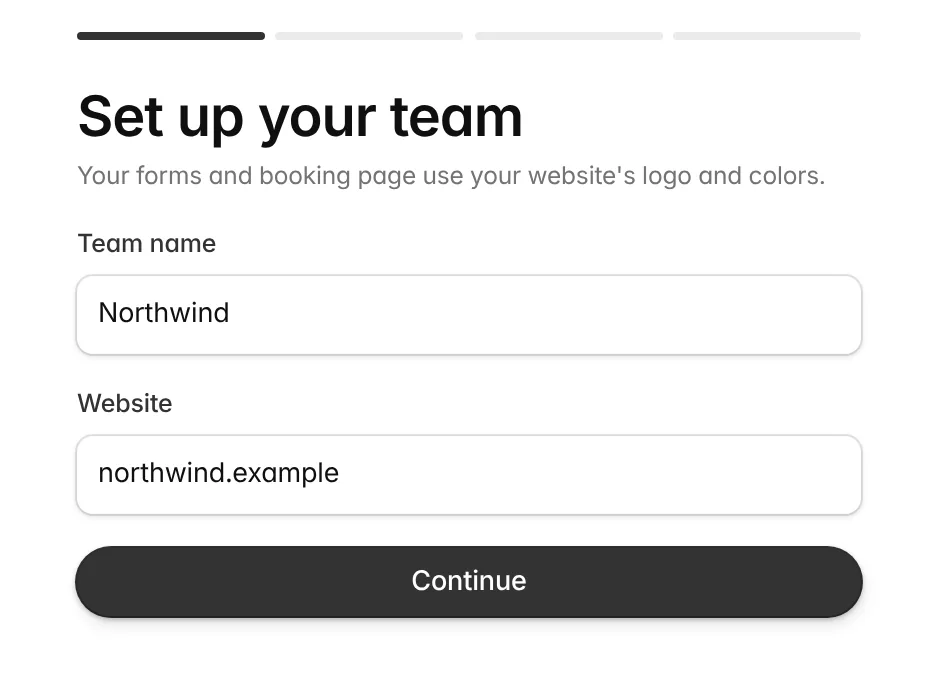 Set up your team
Your forms and booking page use your website's logo and colors.
Team name
Northwind
Website
northwind.example
Continue